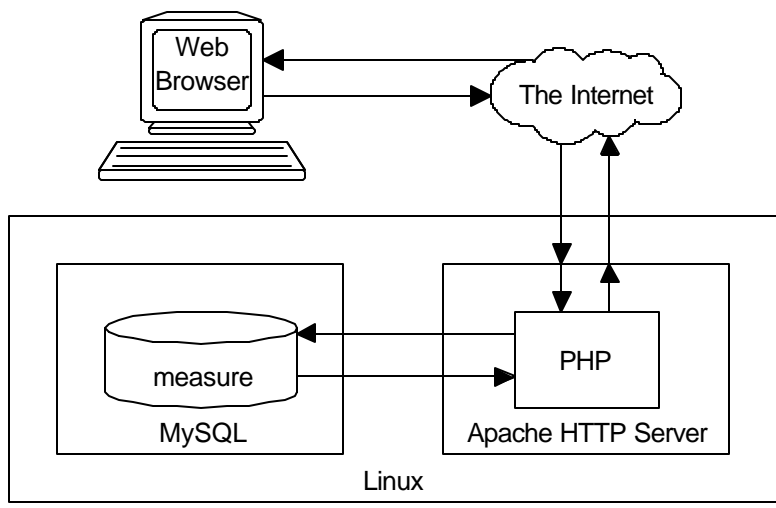 Web
Browser
The Internet
measure
PHP
MySQL
Apache HTTP Server
Linux